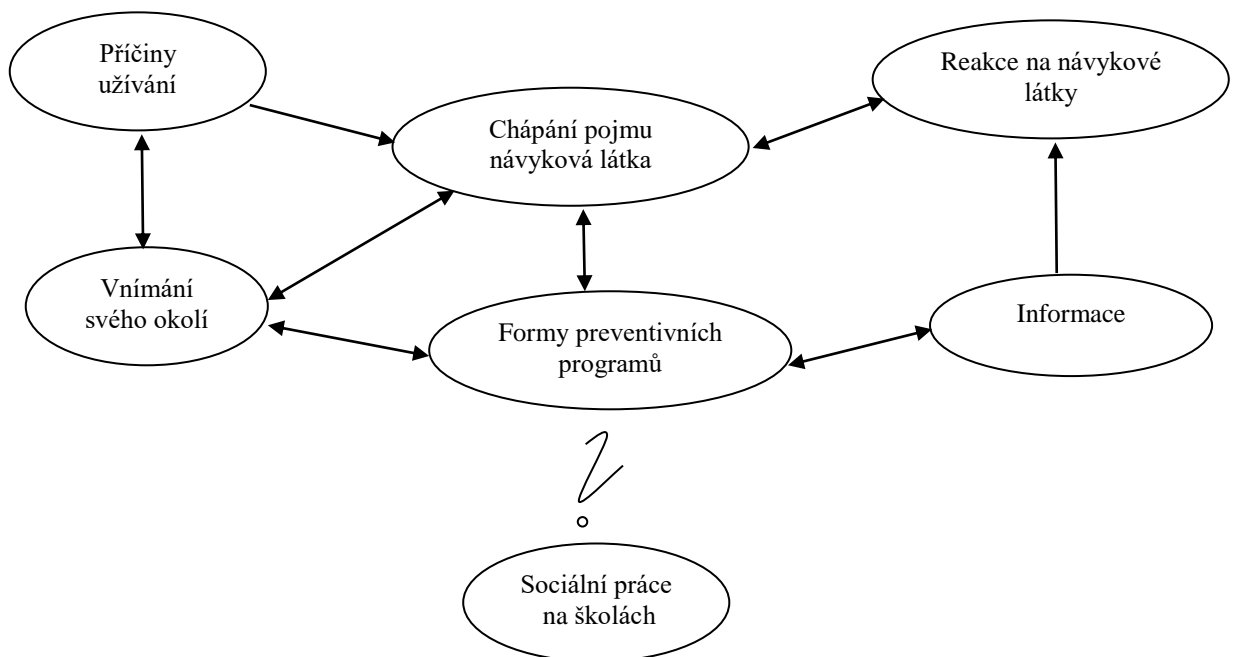 Příčiny
užívání
Reakce na návykové
látky
Chápání pojmu
návyková látka
Vnímání
svého okolí
Formy preventivních
programů
Informace
Sociální práce
na školách